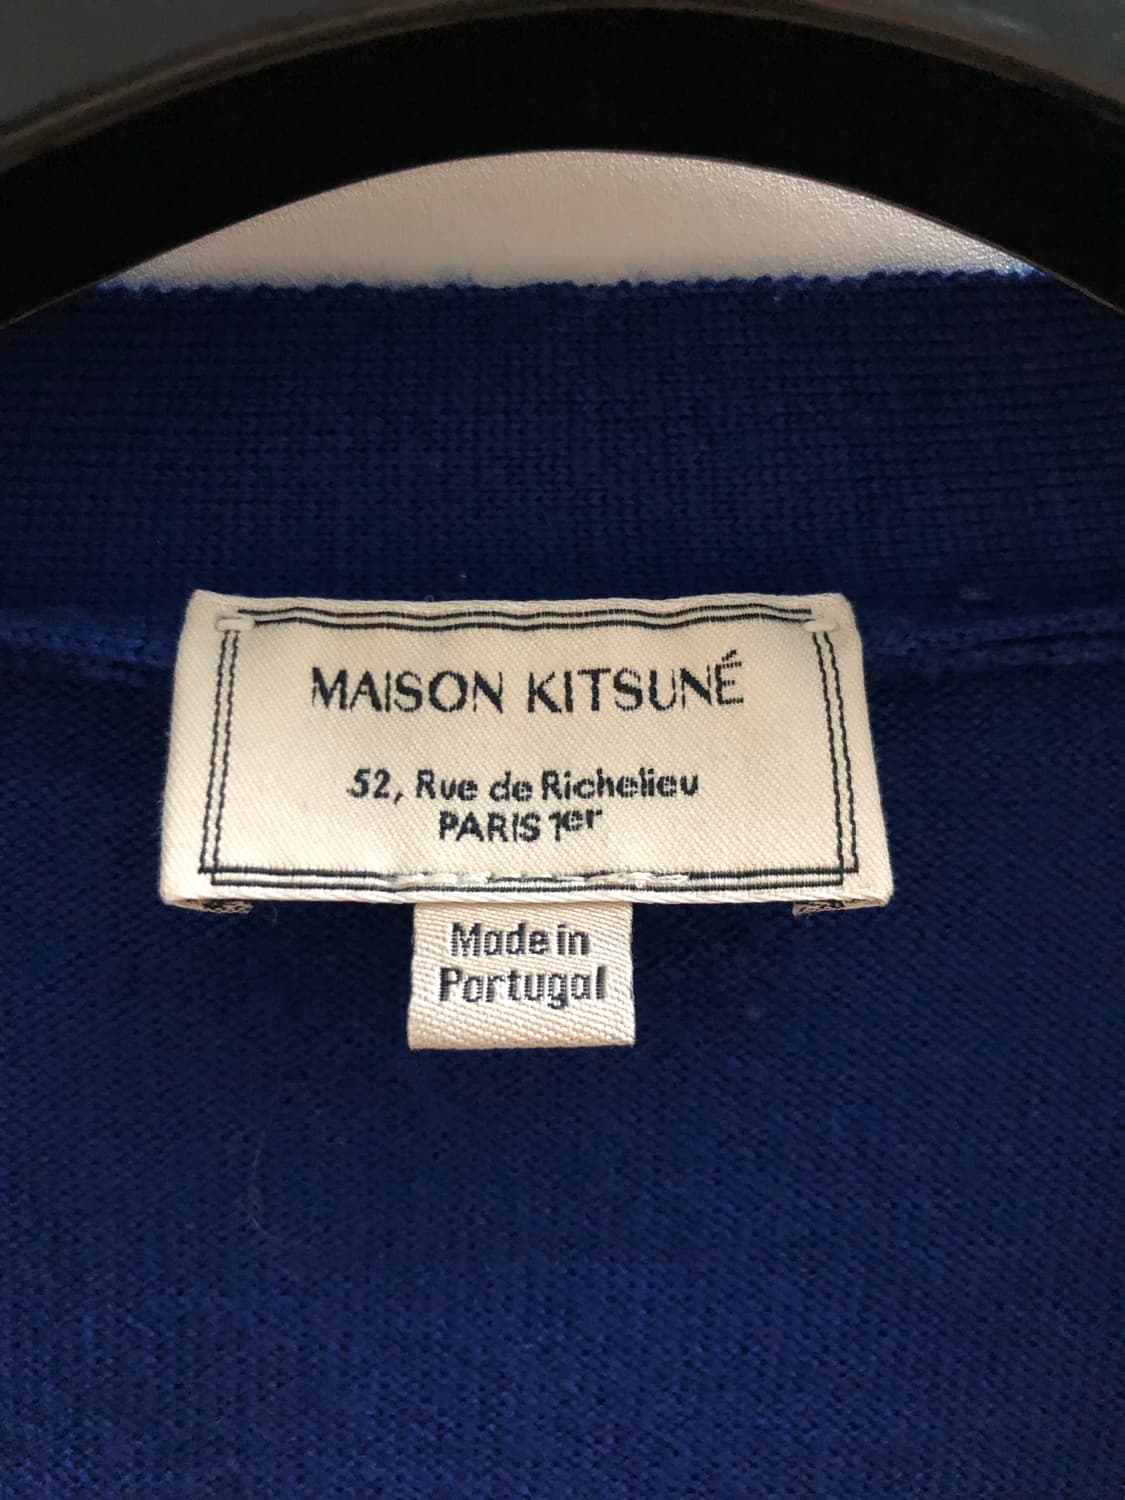 MAISON KITSUNÉ
52, Rue de Richelieu
PARIS 1er
Made in
Portugal